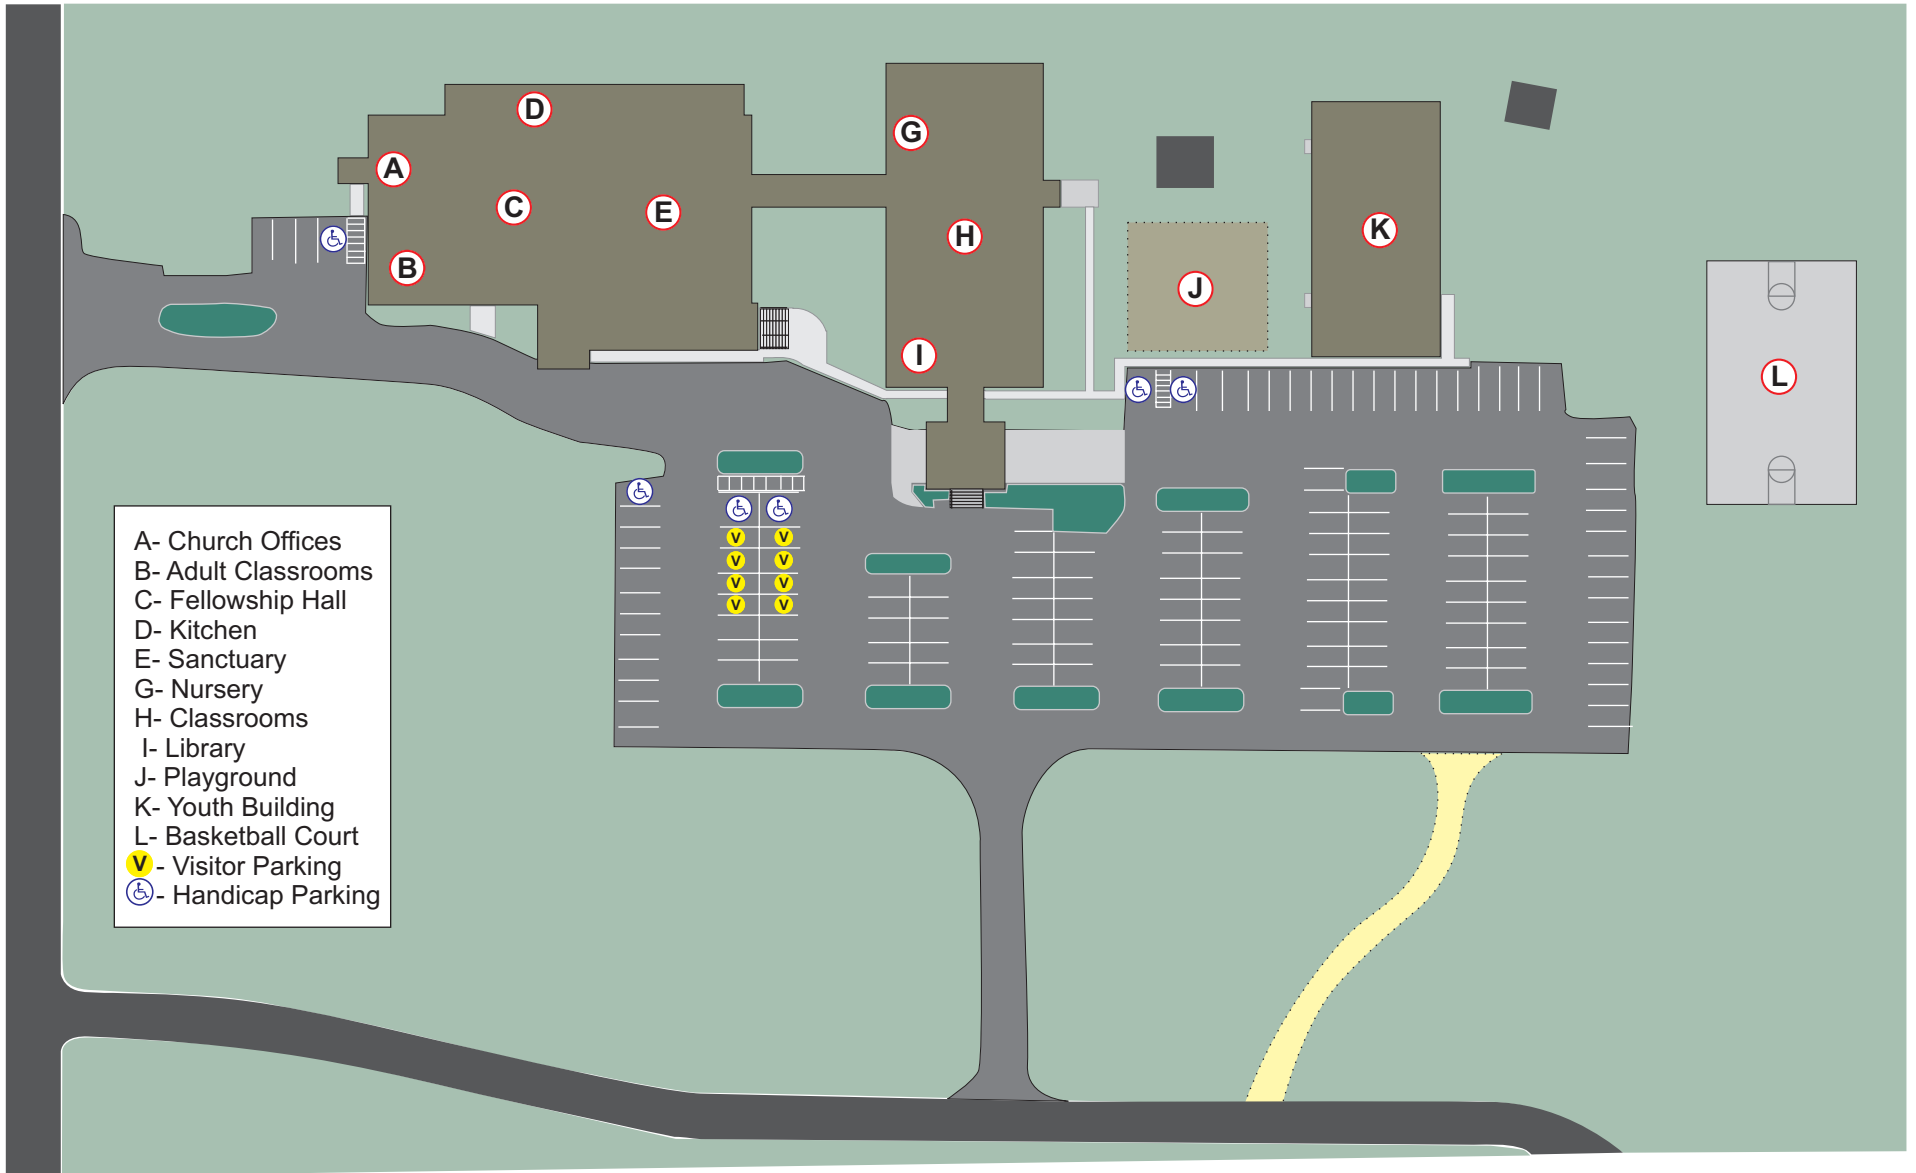 D
G
A
C
E
K
H
B
J
I
L
V V
V V
V V
V V
A- Church Offices
B- Adult Classrooms
C- Fellowship Hall
D- Kitchen
E- Sanctuary
G- Nursery
H- Classrooms
I- Library
J- Playground
K- Youth Building
L- Basketball Court
V - Visitor Parking
- Handicap Parking